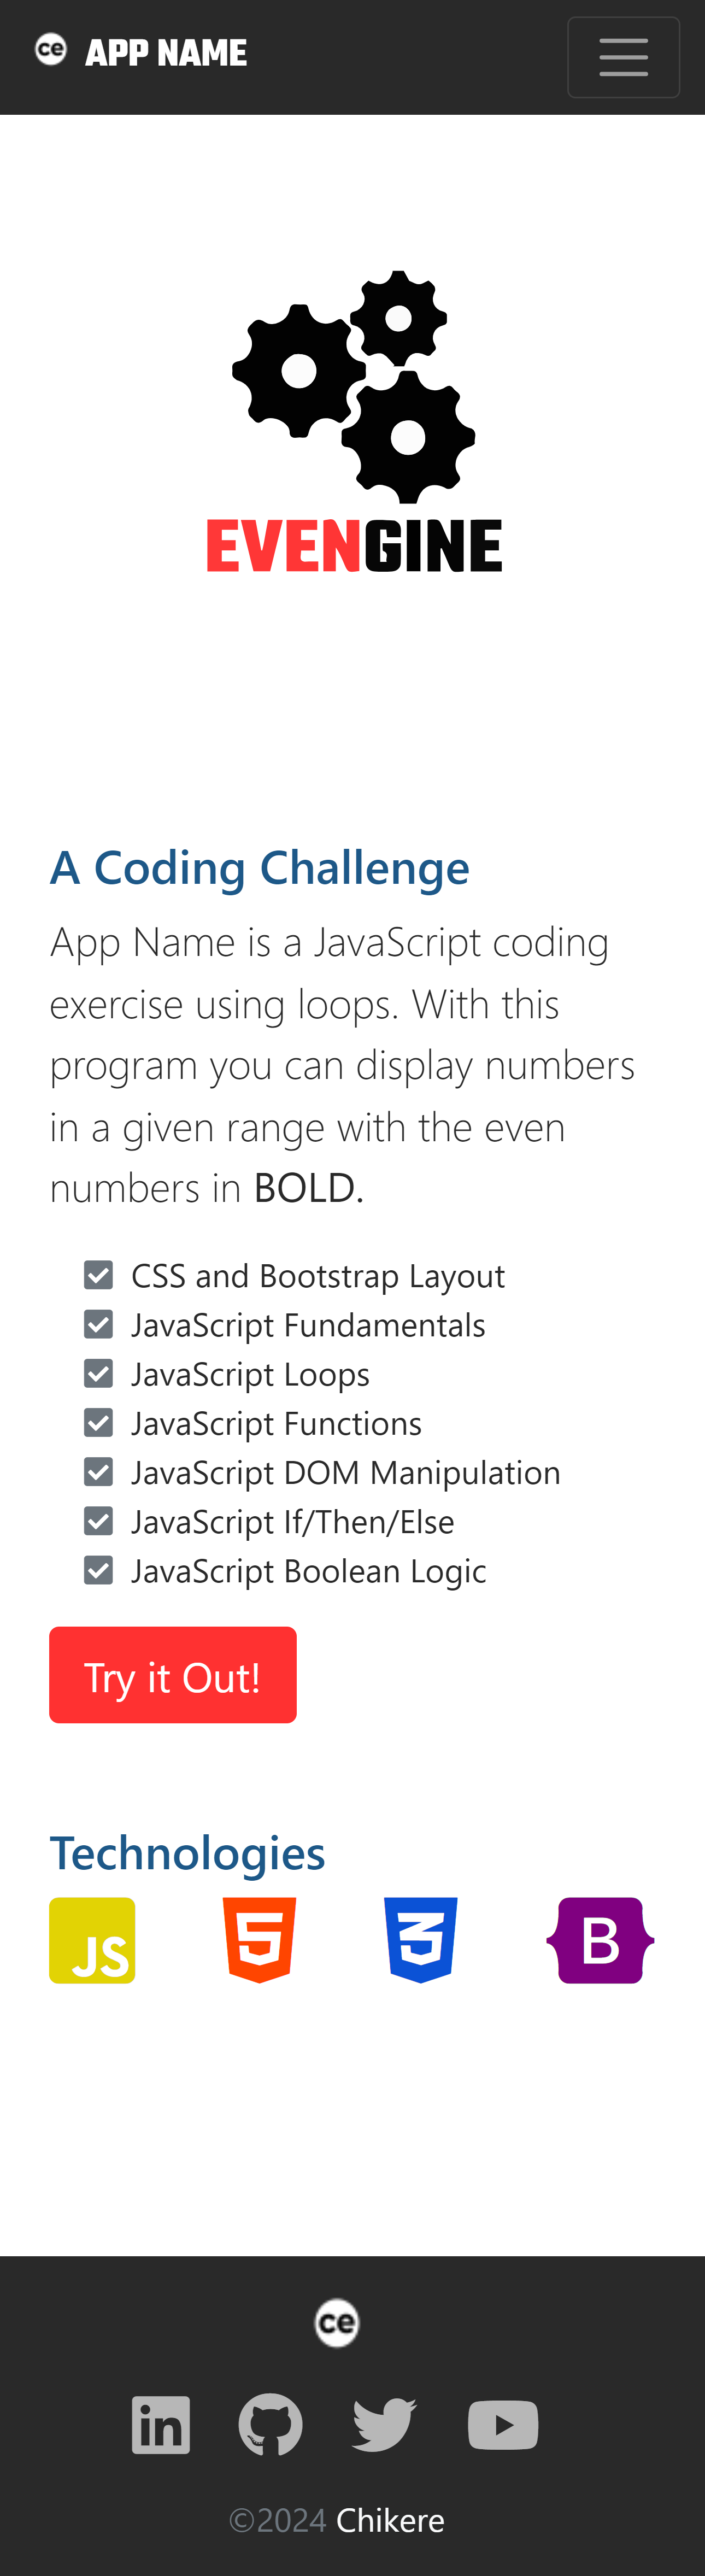 ce APP NAME
EVENGINE
A Coding Challenge
App Name is a JavaScript coding
exercise using loops. With this
program you can display numbers
in a given range with the even
numbers in BOLD.
CSS and Bootstrap Layout
JavaScript Fundamentals
JavaScript Loops
JavaScript Functions
JavaScript DOM Manipulation
JavaScript If/Then/Else
JavaScript Boolean Logic
Try it Out!
Technologies
JS 5 3 B
ce
in
©2024 Chikere